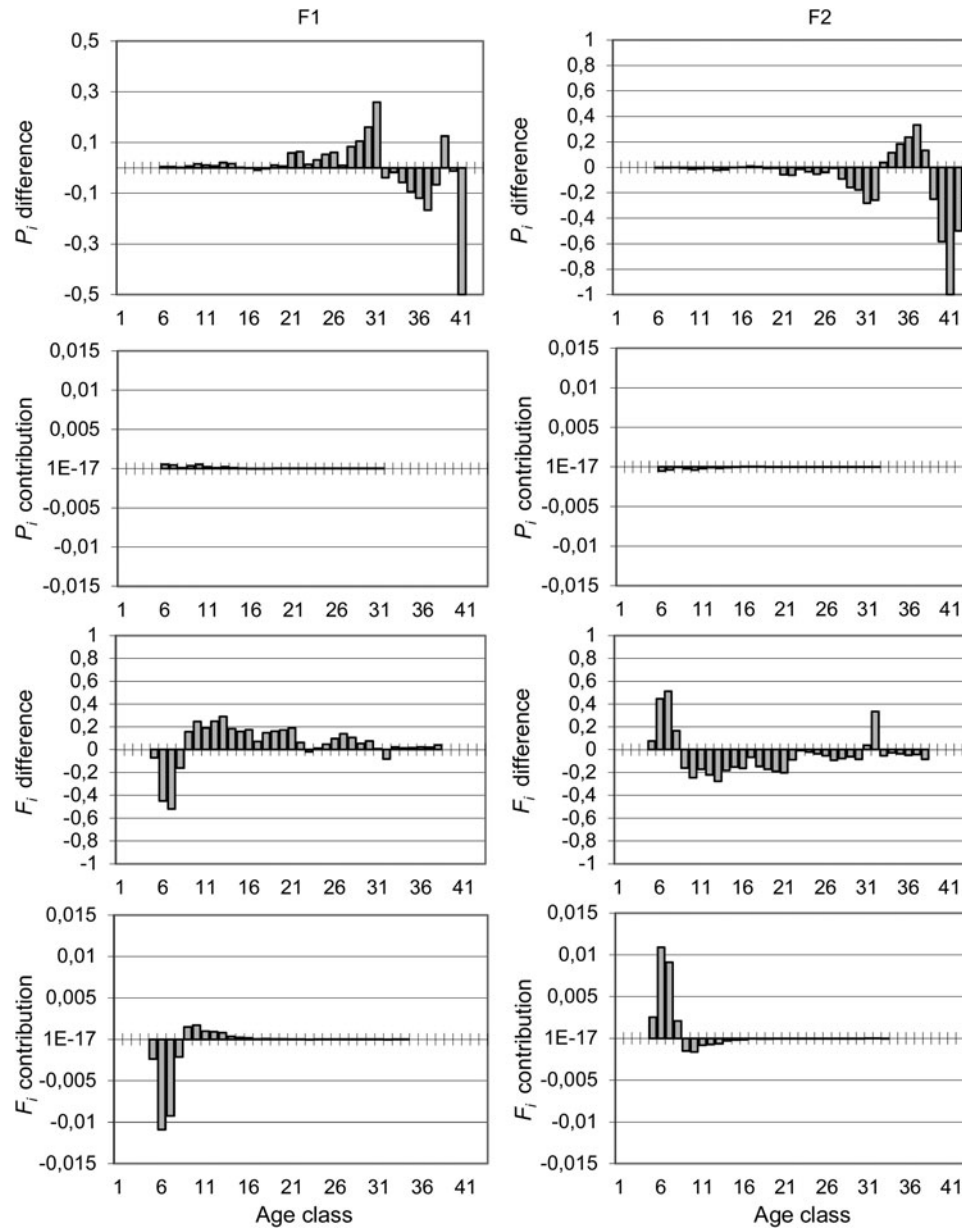 F1
F2
0,5
0,3
0,1
-0,1
-0,3
-0,5
P_i difference
1 6 11 16 21 26 31 36 41
1
0,8
0,6
0,4
0,2
0
-0,2
-0,4
-0,6
-0,8
-1
P_i difference
1 6 11 16 21 26 31 36 41
0,015
0,01
0,005
1E-17
-0,005
-0,01
-0,015
P_i contribution
1 6 11 16 21 26 31 36 41
0,015
0,01
0,005
1E-17
-0,005
-0,01
-0,015
P_i contribution
1 6 11 16 21 26 31 36 41
1
0,8
0,6
0,4
0,2
0
-0,2
-0,4
-0,6
-0,8
-1
F_i difference
1 6 11 16 21 26 31 36 41
1
0,8
0,6
0,4
0,2
0
-0,2
-0,4
-0,6
-0,8
-1
F_i difference
1 6 11 16 21 26 31 36 41
0,015
0,01
0,005
1E-17
-0,005
-0,01
-0,015
F_i contribution
1 6 11 16 21 26 31 36 41
Age class
0,015
0,01
0,005
1E-17
-0,005
-0,01
-0,015
F_i contribution
1 6 11 16 21 26 31 36 41
Age class